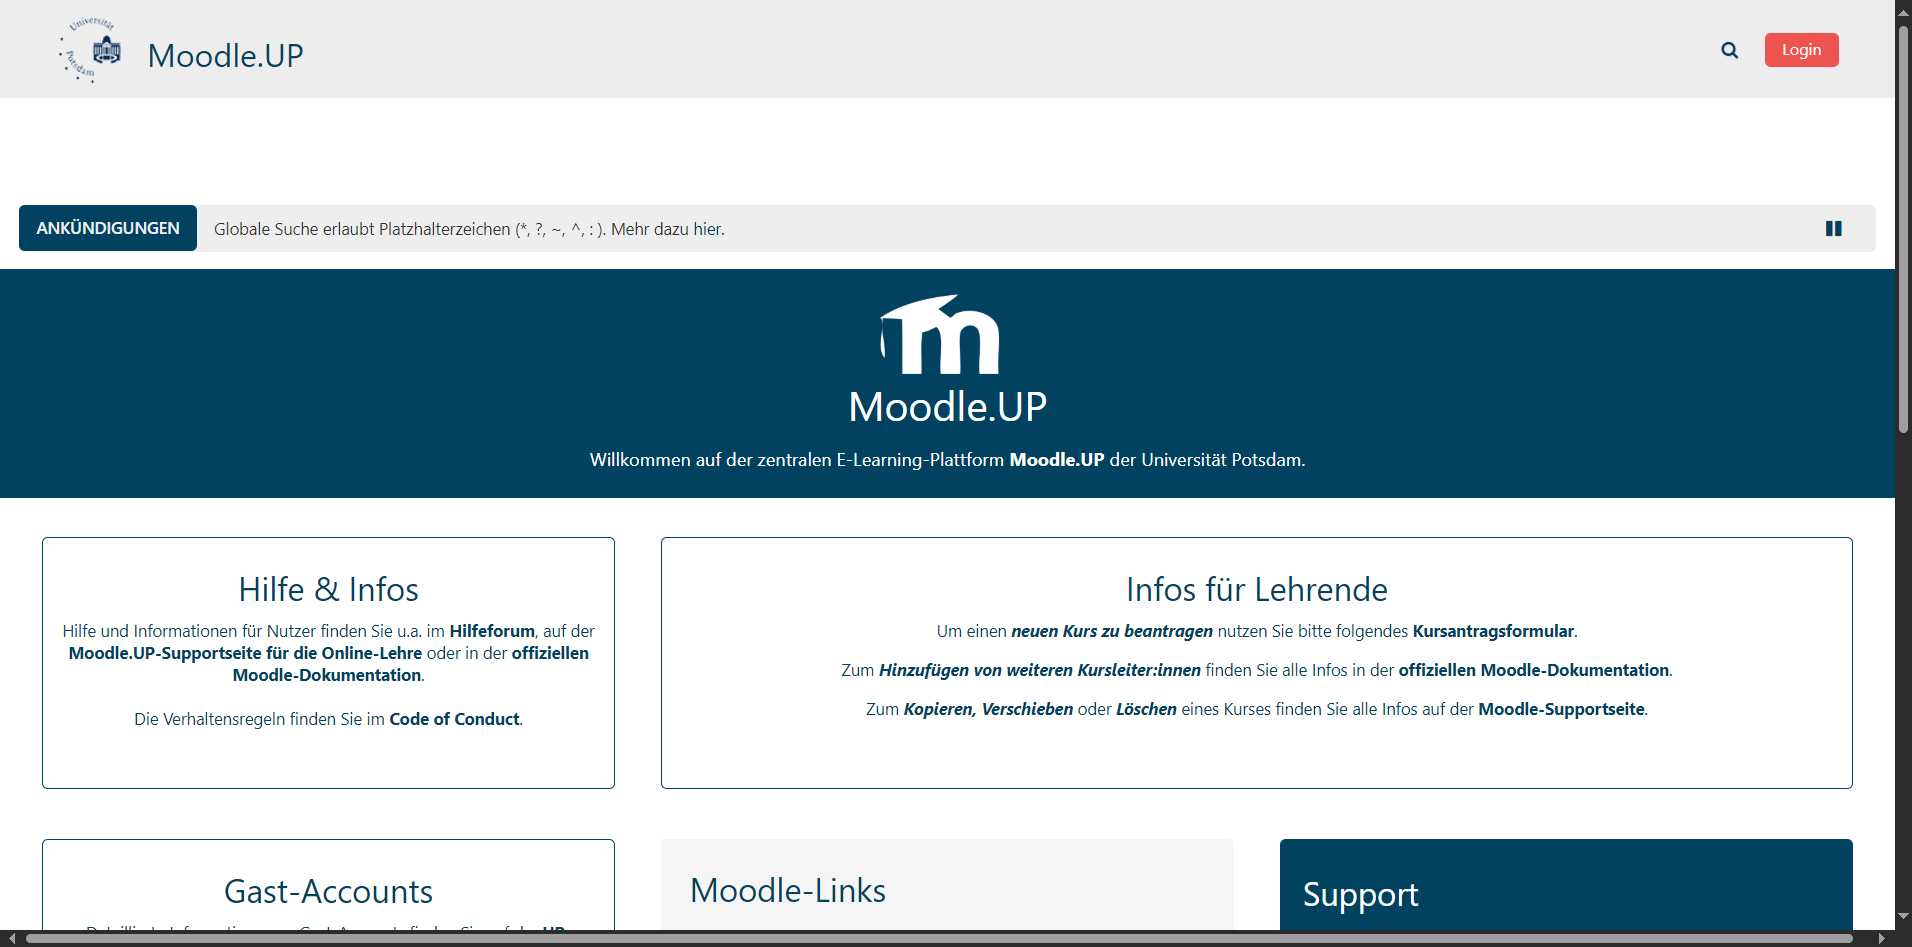 Universität
Potsdam
Moodle.UP
Login
ANKÜNDIGUNGEN
Globale Suche erlaubt Platzhalterzeichen (*, ?, ~, ^, : ). Mehr dazu hier.
m
Moodle.UP
Willkommen auf der zentralen E-Learning-Plattform Moodle.UP der Universität Potsdam.
Hilfe & Infos
Hilfe und Informationen für Nutzer finden Sie u.a. im Hilfeforum, auf der
Moodle.UP-Supportseite für die Online-Lehre oder in der offiziellen
Moodle-Dokumentation.
Die Verhaltensregeln finden Sie im Code of Conduct.
Infos für Lehrende
Um einen neuen Kurs zu beantragen nutzen Sie bitte folgendes Kursantragsformular.
Zum Hinzufügen von weiteren Kursleiter:innen finden Sie alle Infos in der offiziellen Moodle-Dokumentation.
Zum Kopieren, Verschieben oder Löschen eines Kurses finden Sie alle Infos auf der Moodle-Supportseite.
Gast-Accounts
Moodle-Links
Support